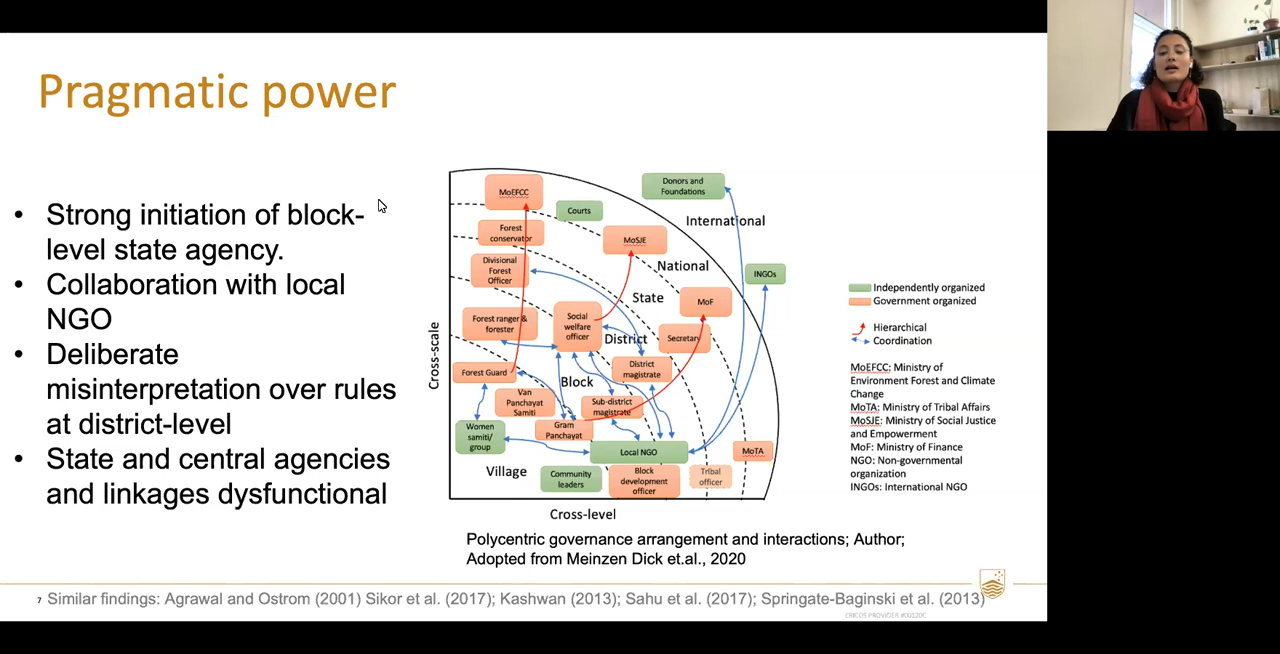 Pragmatic power
• Strong initiation of block-
level state agency.
• Collaboration with local
NGO
• Deliberate
misinterpretation over rules
at district-level
• State and central agencies
and linkages dysfunctional
Cross-scale
MoEFCC
Courts
Donors and
Foundations
International
Forest
conservator
MoSJE
National
Divisional
Forest
Officer
INGOs
State
MoF
Forest ranger &
forester
Social
welfare
officer
District
Secretary
District
magistrate
Forest Guard
Block
Van
Panchayat
Samiti
Sub-district
magistrate
Women
samiti/
group
Gram
Panchayat
Local NGO
MoTA
Village
Community
leaders
Block
development
officer
Tribal
officer
Cross-level
Independently organized
Government organized
Hierarchical
Coordination
MoEFCC: Ministry of
Environment Forest and Climate
Change
MoTA: Ministry of Tribal Affairs
MoSJE: Ministry of Social Justice
and Empowerment
MoF: Ministry of Finance
NGO: Non-governmental
organization
INGOs: International NGO
Polycentric governance arrangement and interactions; Author;
Adopted from Meinzen Dick et.al., 2020
7 Similar findings: Agrawal and Ostrom (2001) Sikor et al. (2017); Kashwan (2013); Sahu et al. (2017); Springate-Baginski et al. (2013)
CRICOS PROVIDER #00120C